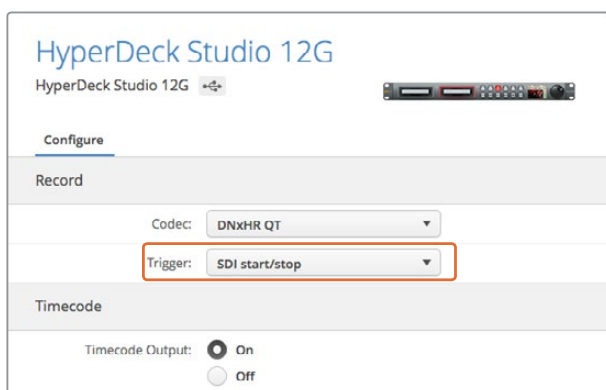 HyperDeck Studio 12G
HyperDeck Studio 12G
Configure
Record
Codec: DNxHR QT
Trigger: SDI start/stop
Timecode
Timecode Output: On
Off